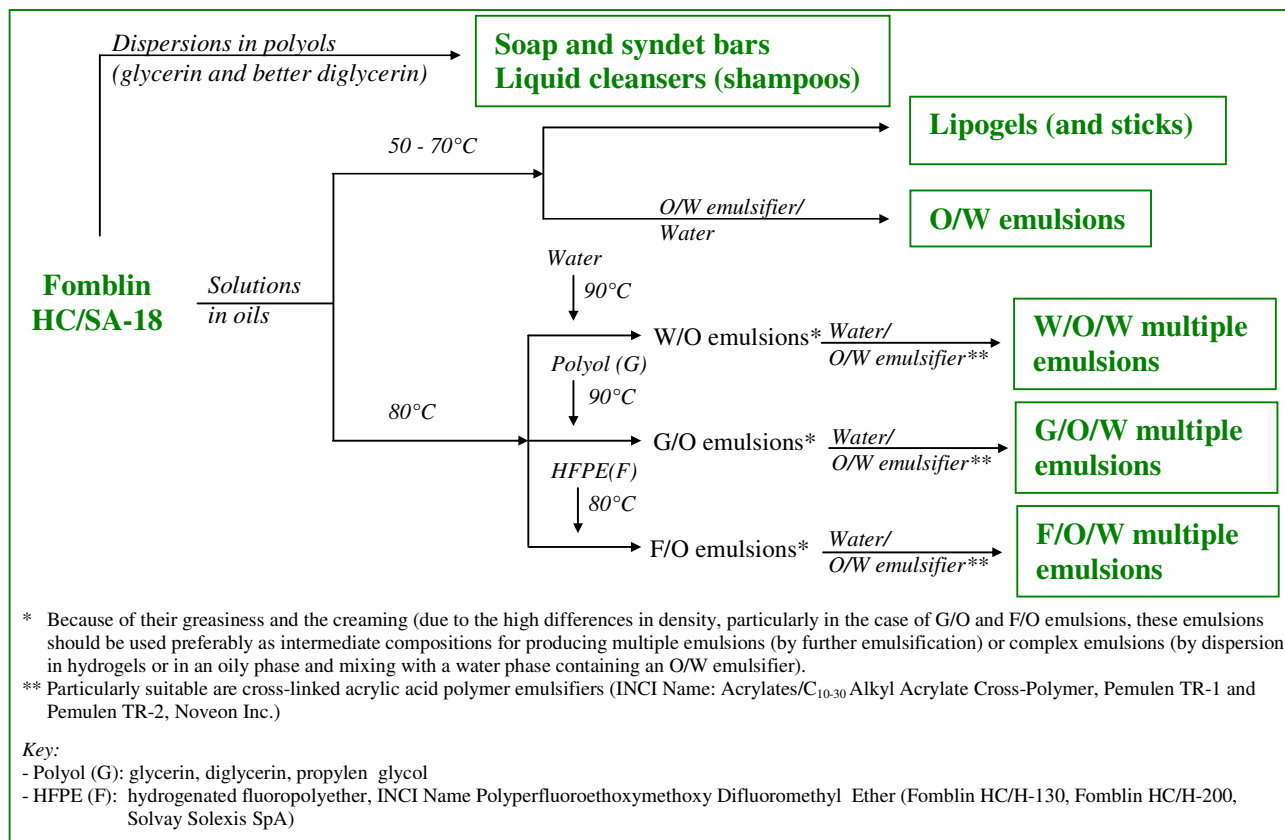 Dispersions in polyols
(glycerin and better diglycerin)
Soap and syndet bars
Liquid cleansers (shampoos)
50 - 70°C
Lipogels (and sticks)
O/W emulsifier/
Water
O/W emulsions
Fomblin
HC/SA-18
Solutions
in oils
Water
90°C
W/O emulsions*
Water/
O/W emulsifier**
W/O/W multiple
emulsions
Polyol (G)
90°C
80°C
G/O emulsions*
Water/
O/W emulsifier**
G/O/W multiple
emulsions
HFPE(F)
80°C
F/O emulsions*
Water/
O/W emulsifier**
F/O/W multiple
emulsions
* Because of their greasiness and the creaming (due to the high differences in density, particularly in the case of G/O and F/O emulsions, these emulsions
should be used preferably as intermediate compositions for producing multiple emulsions (by further emulsification) or complex emulsions (by dispersion
in hydrogels or in an oily phase and mixing with a water phase containing an O/W emulsifier).
** Particularly suitable are cross-linked acrylic acid polymer emulsifiers (INCI Name: Acrylates/C10-30 Alkyl Acrylate Cross-Polymer, Pemulen TR-1 and
Pemulen TR-2, Noveon Inc.)
Key:
- Polyol (G): glycerin, diglycerin, propylen glycol
- HFPE (F): hydrogenated fluoropolyether, INCI Name Polyperfluoroethoxymethoxy Difluoromethyl Ether (Fomblin HC/H-130, Fomblin HC/H-200,
Solvay Solexis SpA)